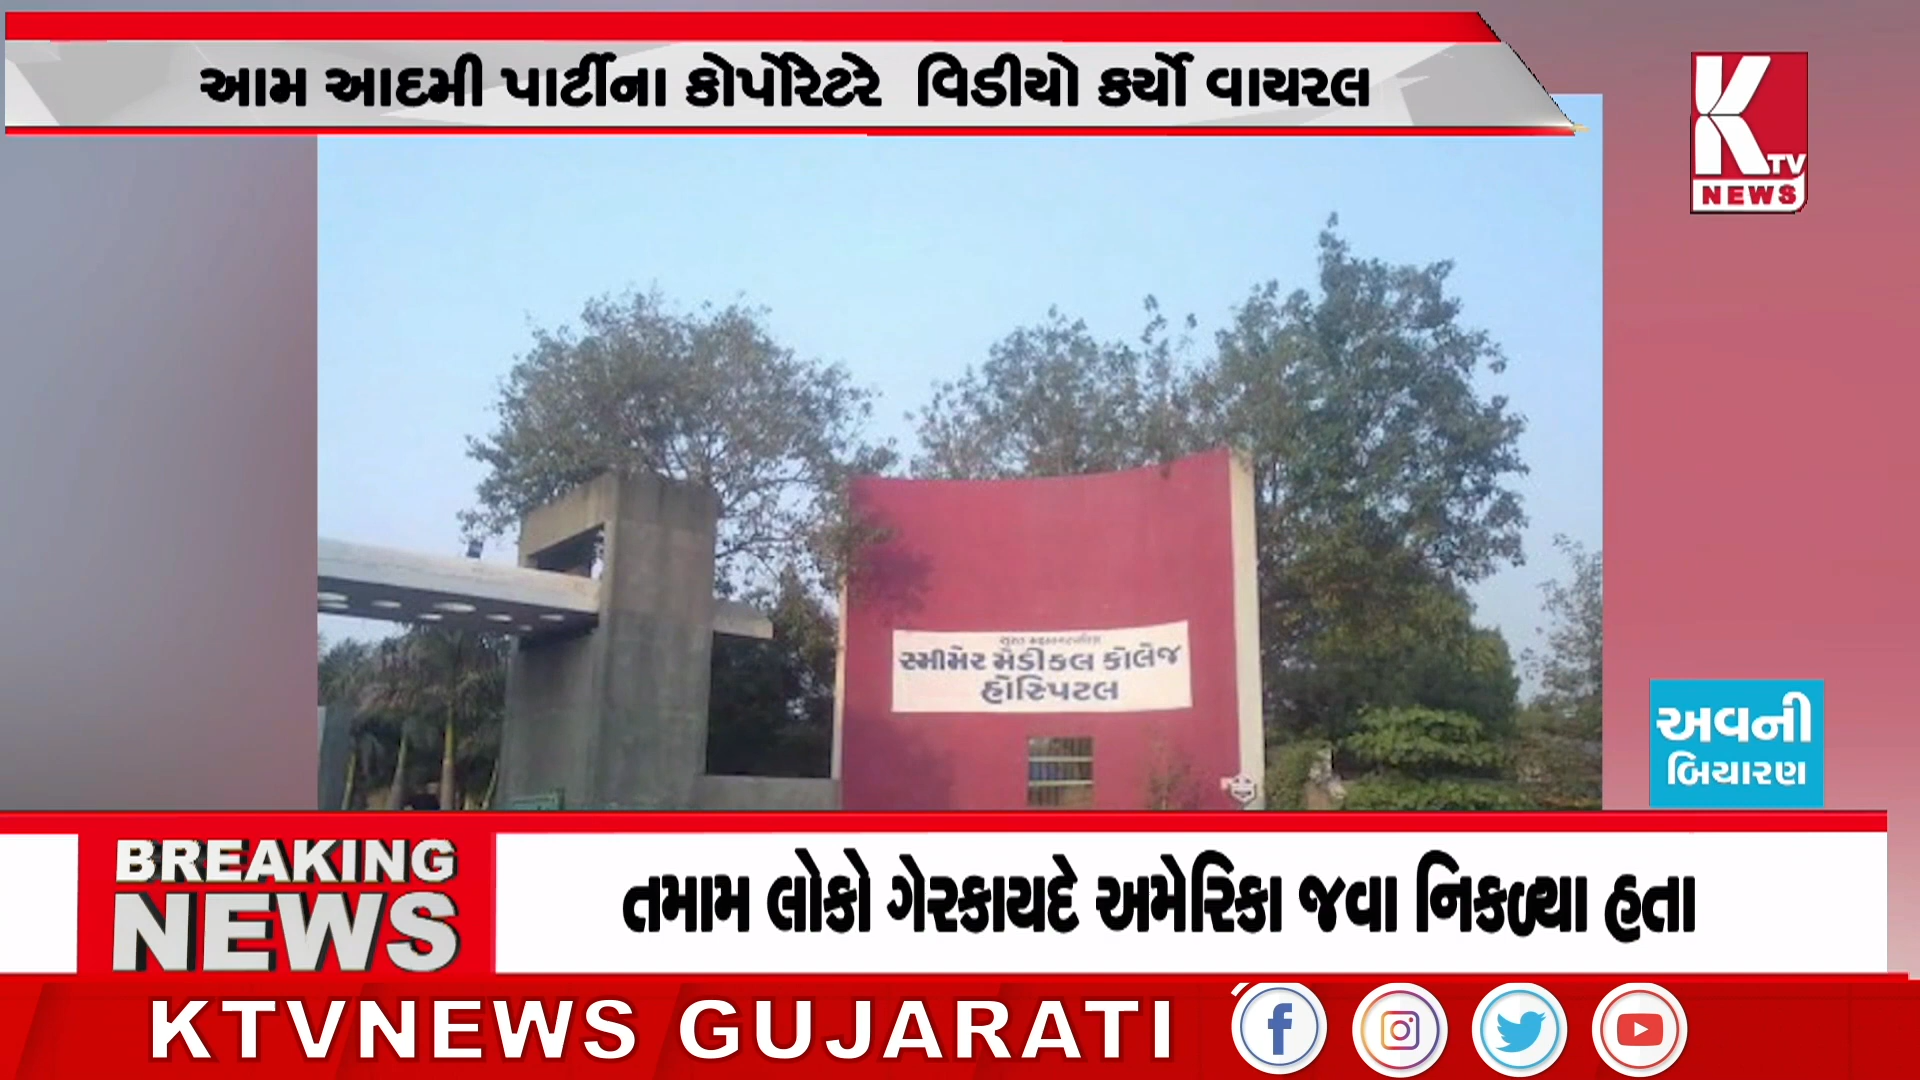 આમ આદમી પાર્ટીના કોર્પોરેટરે વિડીયો કર્યો વાયરલ
K
TV
NEWS
સ્મીમેર મેડીકલ કોલેજ
હોસ્પિટલ
અવની
બિયારણ
BREAKING
NEWS
તમામ લોકો ગેરકાયદે અમેરિકા જવા નિકળ્યા હતા
KTVNEWS GUJARATI